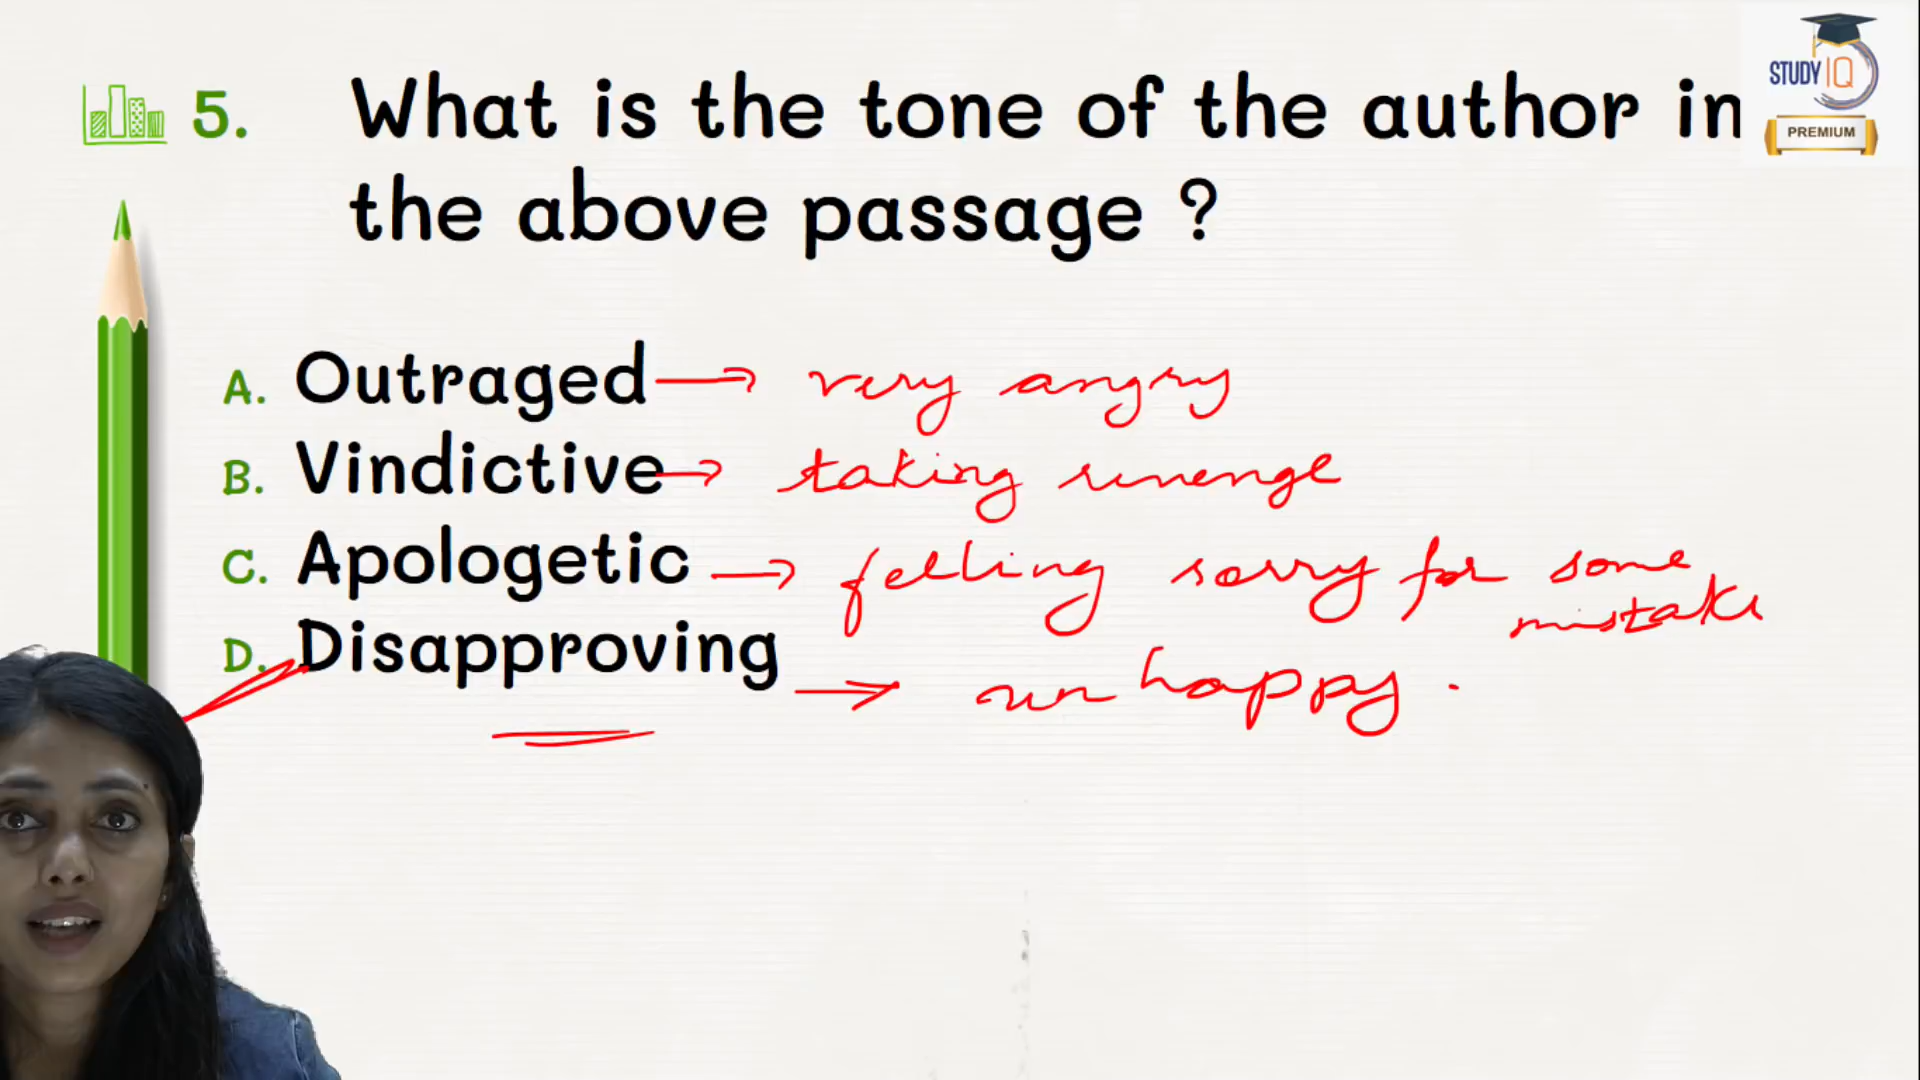 5. What is the tone of the author in
the above passage ?
STUDY IQ
PREMIUM
A. Outraged → very angry
B. Vindictive → taking revenge
C. Apologetic → felling sorry for some
mistake
D. Disapproving → unhappy.